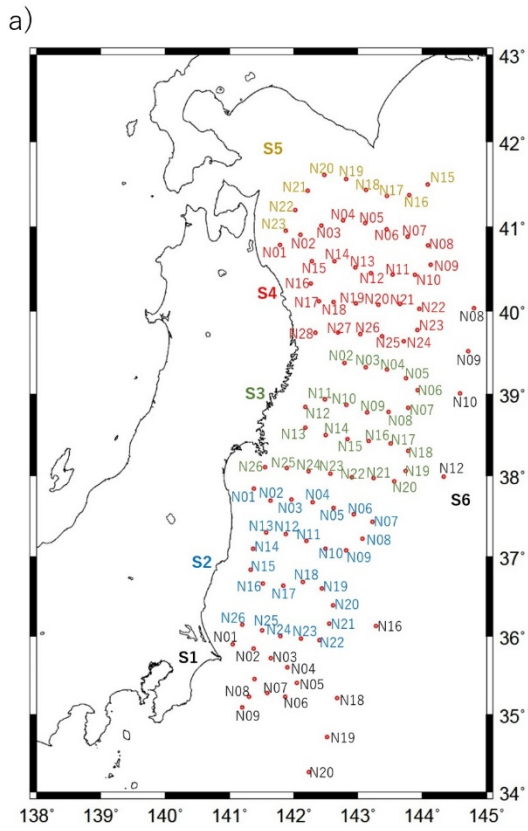 a)
43°
42°
41°
40°
39°
38°
37°
36°
35°
34°
138°
139°
140°
141°
142°
143°
144°
145°
S5
N20
N19
N15
N21
N18
N17
N16
N22
N23
N04
N05
N03
N02
N01
N06
N07
N08
N14
N13
N15
N12
N11
N09
N10
S4
N16
N17
N18
N19
N20
N21
N22
N08
N28
N27
N26
N25
N24
N23
N09
N02
N03
N04
N05
N06
N10
S3
N11
N10
N12
N09
N08
N07
N13
N14
N15
N16
N17
N18
N26
N25
N24
N23
N22
N21
N20
N19
N12
S6
N01
N02
N03
N04
N05
N06
N07
N13
N12
N11
N08
S2
N14
N10
N09
N15
N16
N17
N18
N19
N20
N26
N25
N24
N23
N21
N22
N16
N01
S1
N02
N03
N04
N05
N08
N07
N06
N18
N09
N19
N20